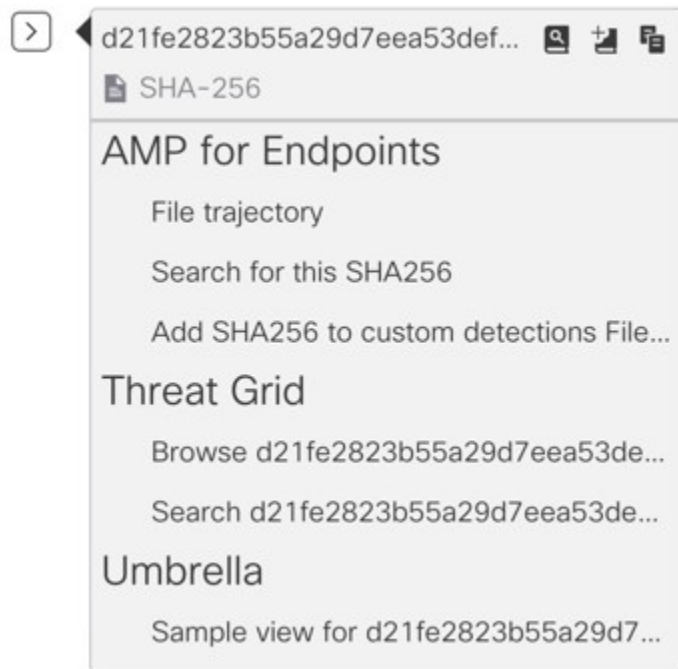 d21fe2823b55a29d7eea53def...
SHA-256
AMP for Endpoints
File trajectory
Search for this SHA256
Add SHA256 to custom detections File...
Threat Grid
Browse d21fe2823b55a29d7eea53de...
Search d21fe2823b55a29d7eea53de...
Umbrella
Sample view for d21fe2823b55a29d7...